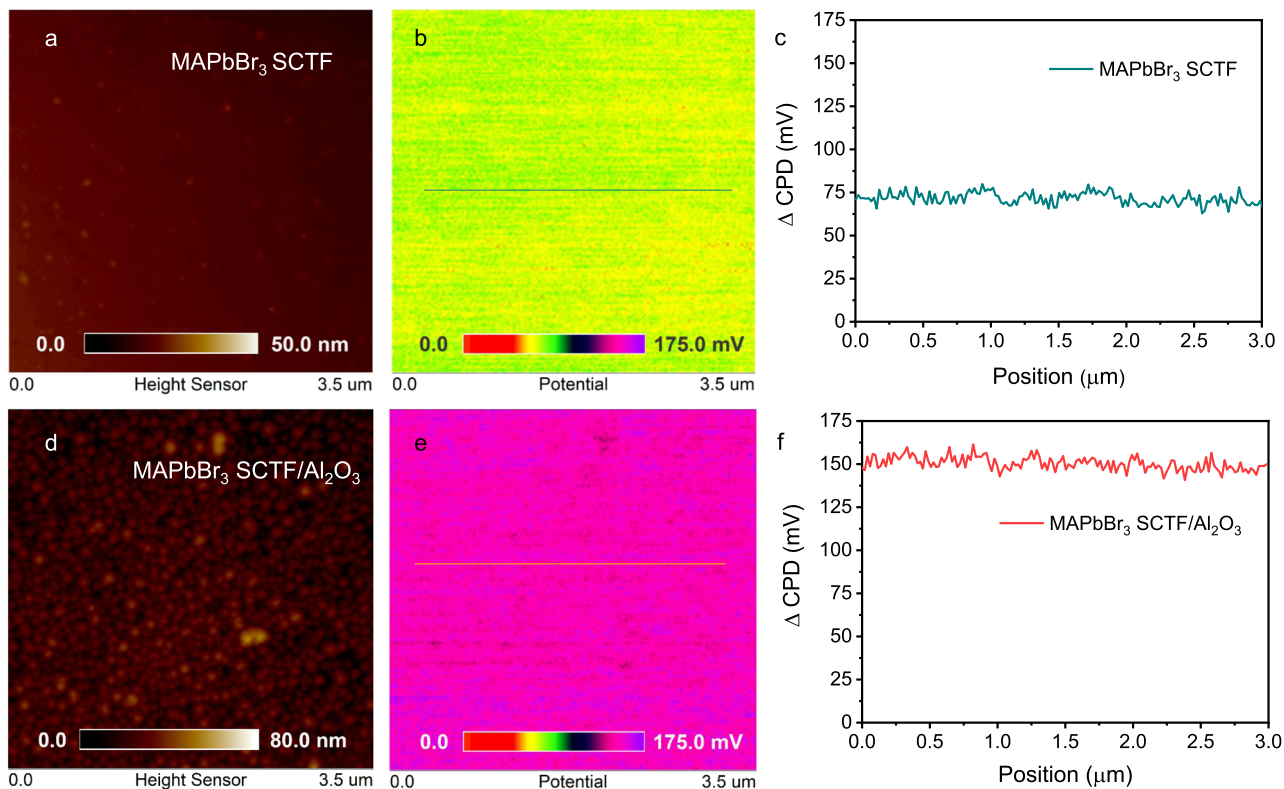 a
MAPbBr₃ SCTF
0.0 50.0 nm
0.0 Height Sensor 3.5 um
b
0.0 175.0 mV
0.0 Potential 3.5 um
c
MAPbBr₃ SCTF
Δ CPD (mV)
175
150
125
100
75
50
25
0
0.0 0.5 1.0 1.5 2.0 2.5 3.0
Position (μm)
d
MAPbBr₃ SCTF/Al₂O₃
0.0 80.0 nm
0.0 Height Sensor 3.5 um
e
0.0 175.0 mV
0.0 Potential 3.5 um
f
MAPbBr₃ SCTF/Al₂O₃
Δ CPD (mV)
175
150
125
100
75
50
25
0
0.0 0.5 1.0 1.5 2.0 2.5 3.0
Position (μm)